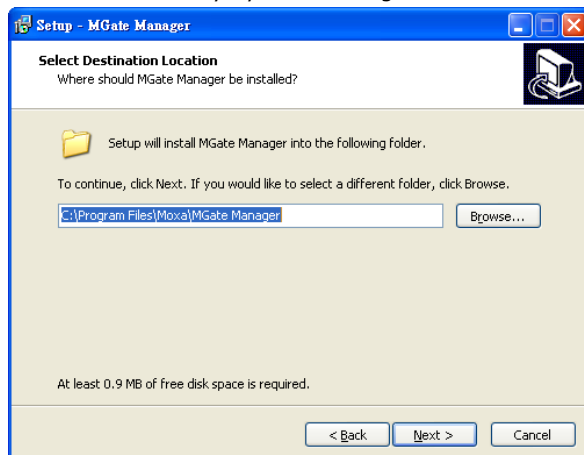 Setup - MGate Manager
Select Destination Location
Where should MGate Manager be installed?
Setup will install MGate Manager into the following folder.
To continue, click Next. If you would like to select a different folder, click Browse.
C:\Program Files\Moxa\MGate Manager
Browse...
At least 0.9 MB of free disk space is required.
< Back
Next >
Cancel